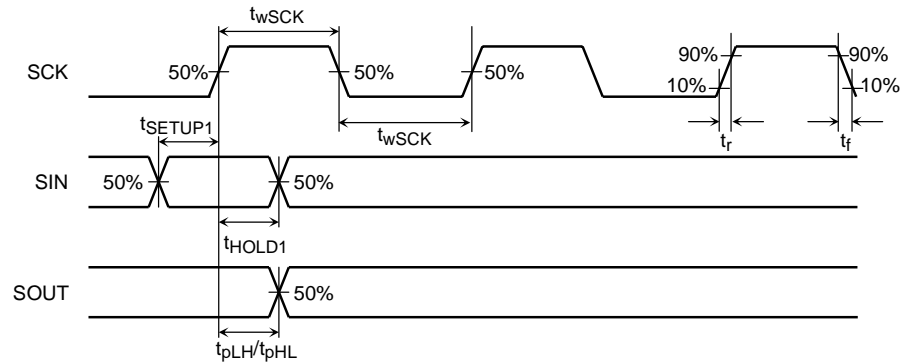 twSCK
SCK
50%
50%
50%
90%
10%
90%
10%
tSETUP1
twSCK
tr
tf
SIN
50%
50%
tHOLD1
SOUT
50%
tpLH/tpHL